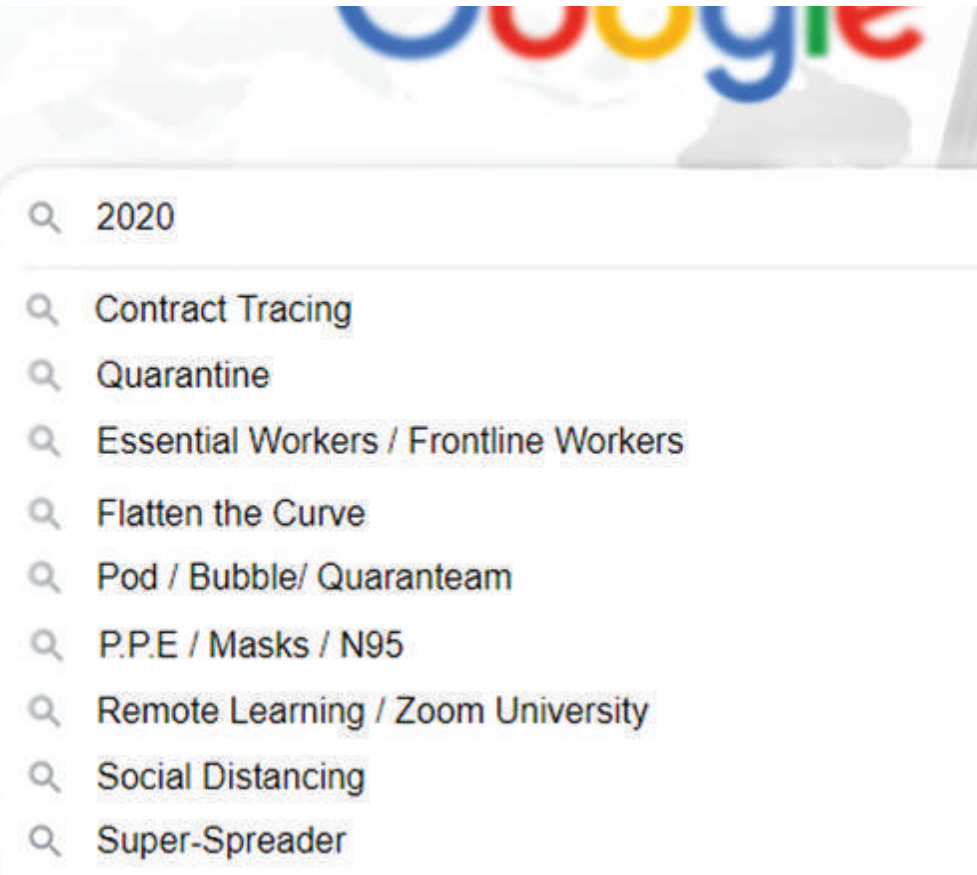 Google
2020
Contract Tracing
Quarantine
Essential Workers / Frontline Workers
Flatten the Curve
Pod / Bubble/ Quaranteam
P.P.E / Masks / N95
Remote Learning / Zoom University
Social Distancing
Super-Spreader